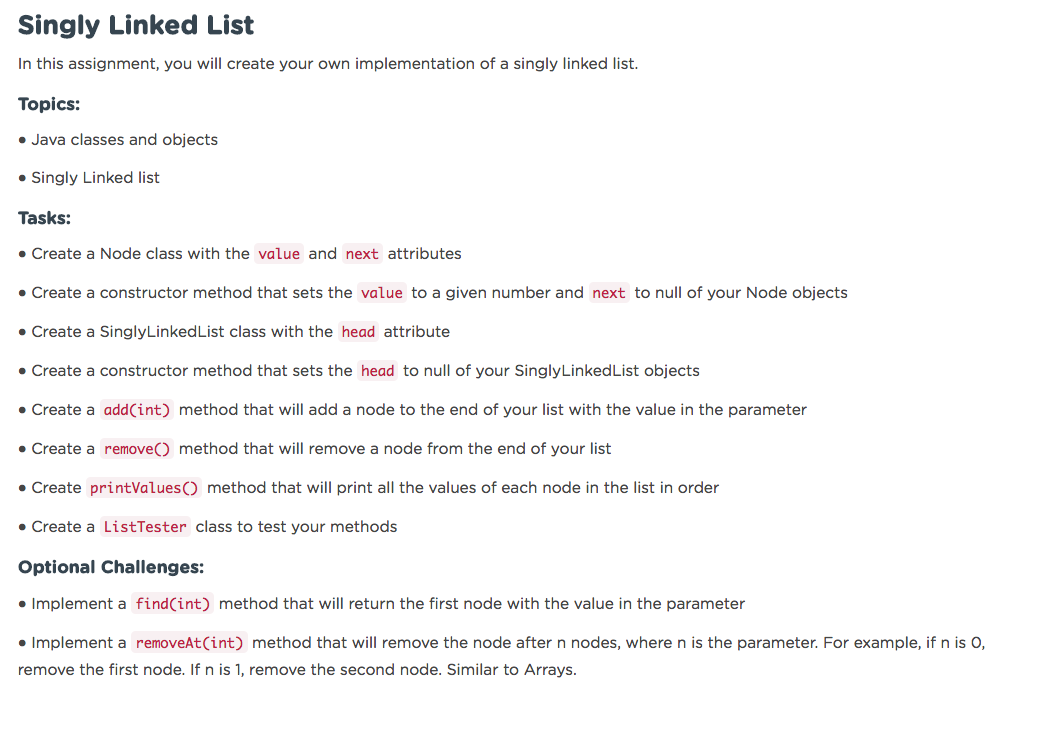 Singly Linked List
In this assignment, you will create your own implementation of a singly linked list.
Topics:
• Java classes and objects
• Singly Linked list
Tasks:
• Create a Node class with the value and next attributes
• Create a constructor method that sets the value to a given number and next to null of your Node objects
• Create a SinglyLinkedList class with the head attribute
• Create a constructor method that sets the head to null of your SinglyLinkedList objects
• Create a add(int) method that will add a node to the end of your list with the value in the parameter
• Create a remove() method that will remove a node from the end of your list
• Create printValues() method that will print all the values of each node in the list in order
• Create a ListTester class to test your methods
Optional Challenges:
• Implement a find(int) method that will return the first node with the value in the parameter
• Implement a removeAt(int) method that will remove the node after n nodes, where n is the parameter. For example, if n is 0,
remove the first node. If n is 1, remove the second node. Similar to Arrays.